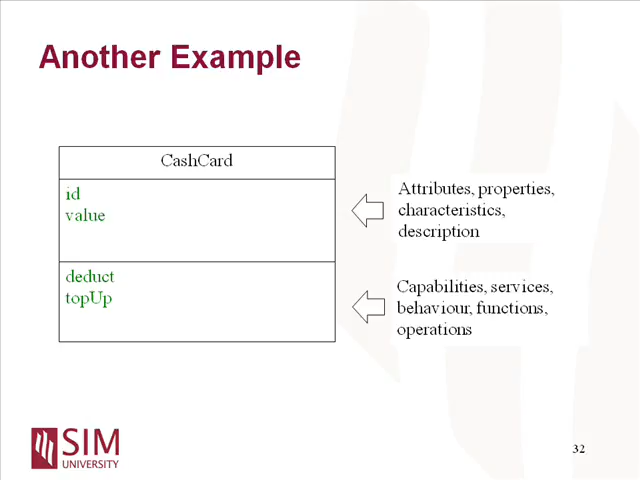 Another Example
CashCard
id
value
Attributes, properties,
characteristics,
description
deduct
topUp
Capabilities, services,
behaviour, functions,
operations
SIM
UNIVERSITY
32